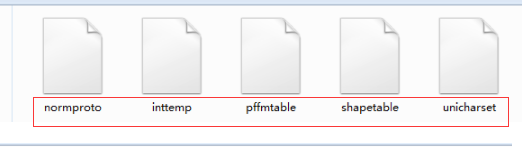 normproto inttemp pffmtable shapetable unicharset